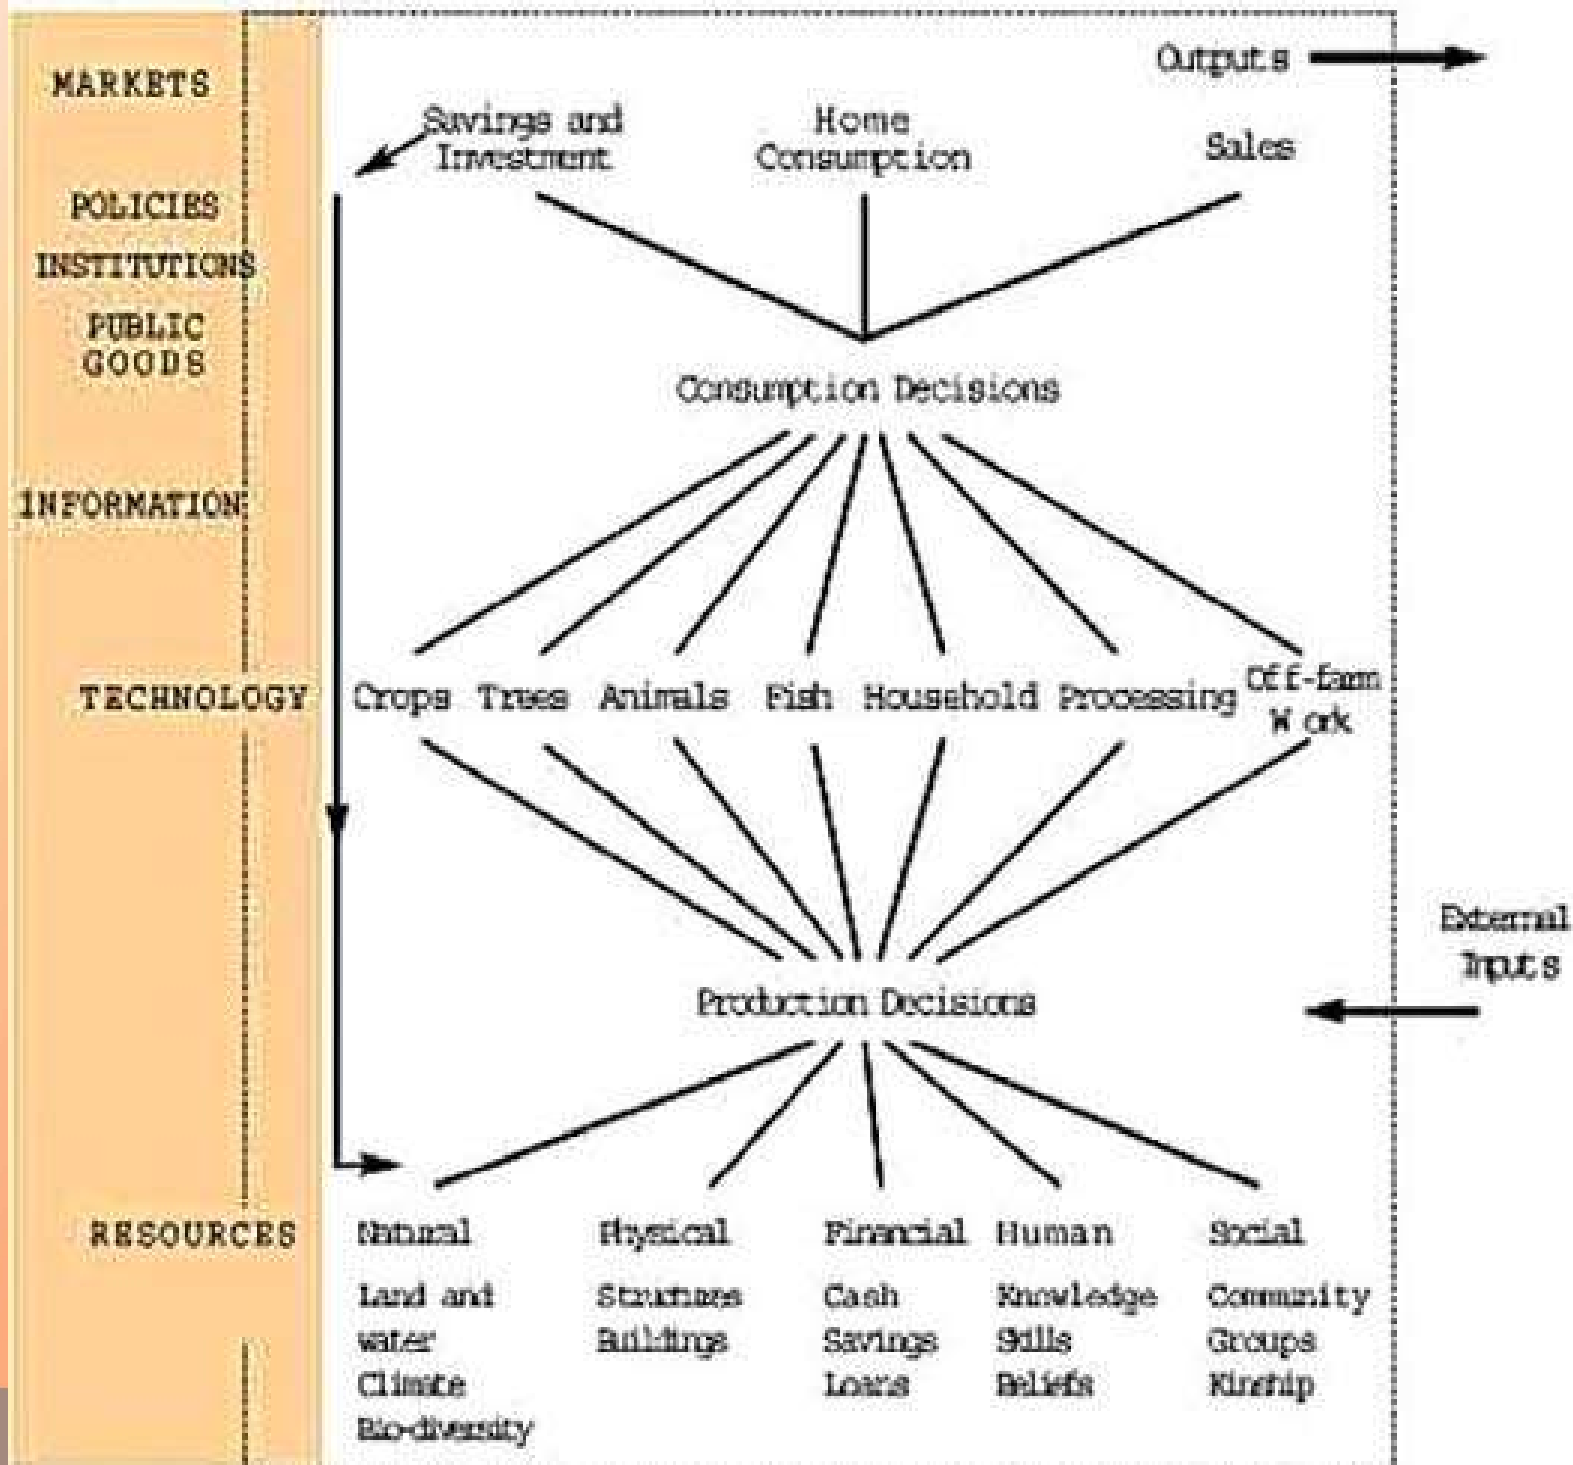 MARKETS
POLICIES
INSTITUTIONS
PUBLIC
GOODS
INFORMATION
TECHNOLOGY
RESOURCES
Outputs
Savings and
Investment
Home
Consumption
Sales
Consumption Decisions
Crops Trees Animals Fish Household Processing Off-farm
Work
External
Inputs
Production Decisions
Natural Physical Financial Human Social
Land and Structures Cash Knowledge Community
water Buildings Savings Skills Groups
Climate Loans Beliefs Kinship
Bio-diversity